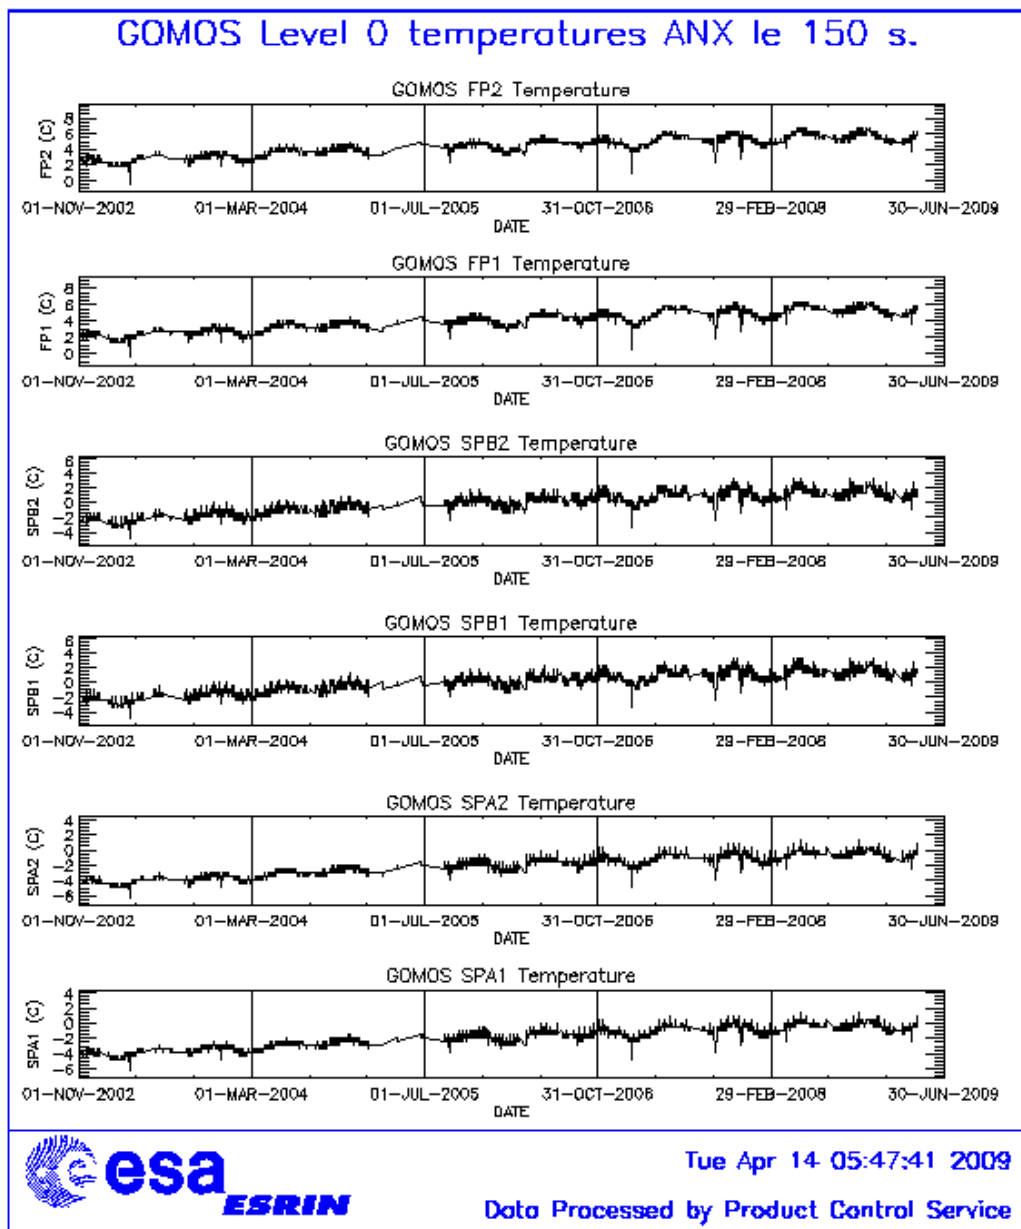 GOMOS Level 0 temperatures ANX le 150 s.
GOMOS FP2 Temperature
FP2 (C)
8
6
4
2
0
01-NOV-2002 01-MAR-2004 01-JUL-2005 31-OCT-2006 29-FEB-2008 30-JUN-2009
DATE
GOMOS FP1 Temperature
FP1 (C)
8
6
4
2
0
01-NOV-2002 01-MAR-2004 01-JUL-2005 31-OCT-2006 29-FEB-2008 30-JUN-2009
DATE
GOMOS SPB2 Temperature
SPB2 (C)
6
4
2
0
-2
-4
01-NOV-2002 01-MAR-2004 01-JUL-2005 31-OCT-2006 29-FEB-2008 30-JUN-2009
DATE
GOMOS SPB1 Temperature
SPB1 (C)
6
4
2
0
-2
-4
01-NOV-2002 01-MAR-2004 01-JUL-2005 31-OCT-2006 29-FEB-2008 30-JUN-2009
DATE
GOMOS SPA2 Temperature
SPA2 (C)
4
2
0
-2
-4
-6
01-NOV-2002 01-MAR-2004 01-JUL-2005 31-OCT-2006 29-FEB-2008 30-JUN-2009
DATE
GOMOS SPA1 Temperature
SPA1 (C)
4
2
0
-2
-4
-6
01-NOV-2002 01-MAR-2004 01-JUL-2005 31-OCT-2006 29-FEB-2008 30-JUN-2009
DATE
esa
ESRIN
Tue Apr 14 05:47:41 2009
Data Processed by Product Control Service